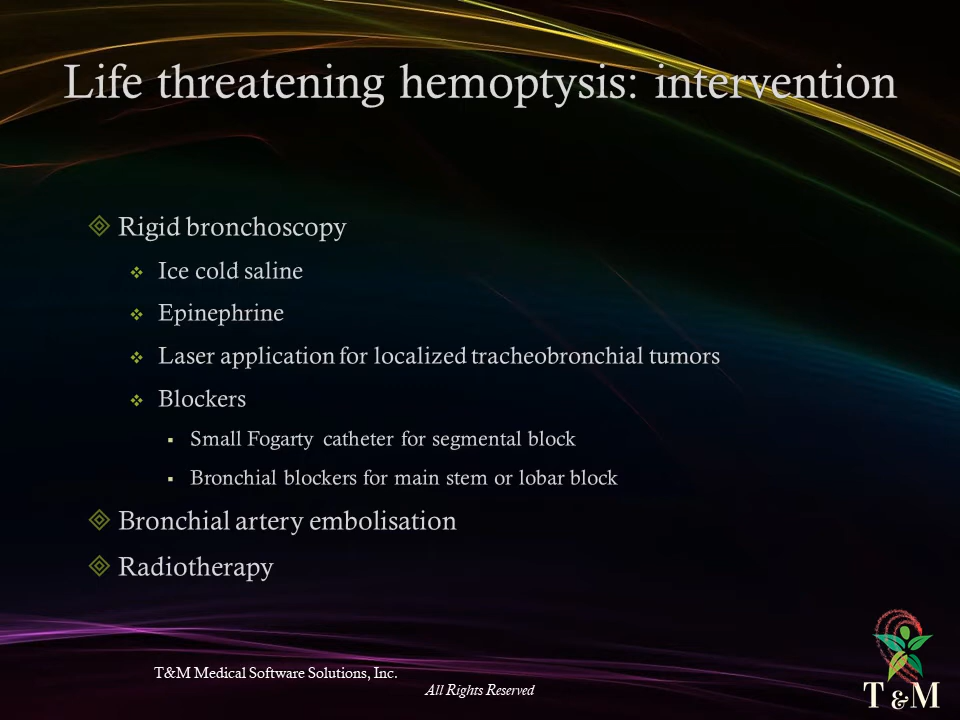 Life threatening hemoptysis: intervention
Rigid bronchoscopy
Ice cold saline
Epinephrine
Laser application for localized tracheobronchial tumors
Blockers
Small Fogarty catheter for segmental block
Bronchial blockers for main stem or lobar block
Bronchial artery embolisation
Radiotherapy
T&M Medical Software Solutions, Inc.
All Rights Reserved
T & M